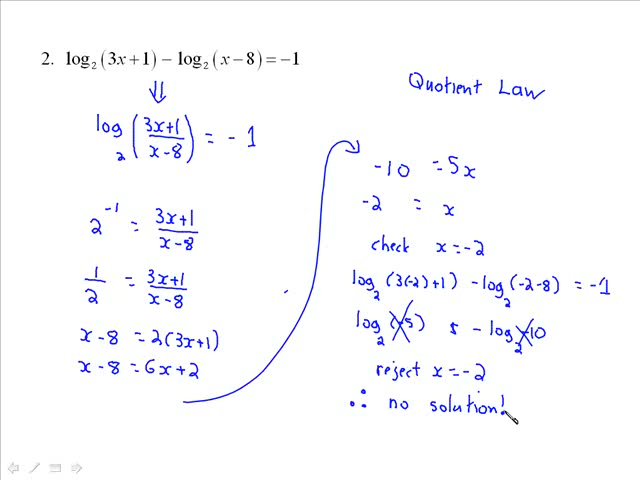 2. log₂(3x+1) − log₂(x−8) = −1
⇓
log₂((3x+1)/(x−8)) = −1
2⁻¹ = (3x+1)/(x−8)
1/2 = (3x+1)/(x−8)
x−8 = 2(3x+1)
x−8 = 6x+2
Quotient Law
−10 = 5x
−2 = x
check x=−2
log₂(3(−2)+1) −log₂(−2−8) = −1
log₂(−5) s −log₂−10
reject x=−2
∴ no solution!